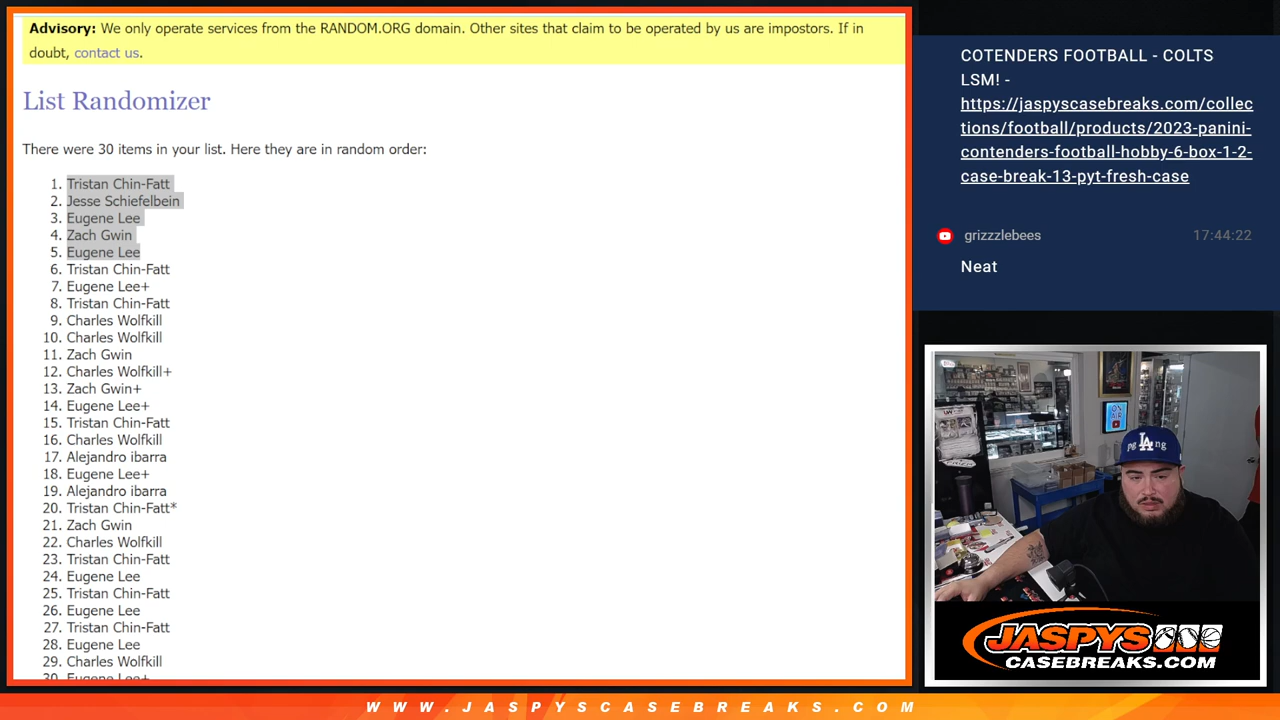 Advisory: We only operate services from the RANDOM.ORG domain. Other sites that claim to be operated by us are impostors. If in
doubt, contact us.
List Randomizer
There were 30 items in your list. Here they are in random order:
1. Tristan Chin-Fatt
2. Jesse Schiefelbein
3. Eugene Lee
4. Zach Gwin
5. Eugene Lee
6. Tristan Chin-Fatt
7. Eugene Lee+
8. Tristan Chin-Fatt
9. Charles Wolfkill
10. Charles Wolfkill
11. Zach Gwin
12. Charles Wolfkill+
13. Zach Gwin+
14. Eugene Lee+
15. Tristan Chin-Fatt
16. Charles Wolfkill
17. Alejandro ibarra
18. Eugene Lee+
19. Alejandro ibarra
20. Tristan Chin-Fatt*
21. Zach Gwin
22. Charles Wolfkill
23. Tristan Chin-Fatt
24. Eugene Lee
25. Tristan Chin-Fatt
26. Eugene Lee
27. Tristan Chin-Fatt
28. Eugene Lee
29. Charles Wolfkill
30. Eugene Lee+
COTENDERS FOOTBALL - COLTS
LSM! -
https://jaspyscasebreaks.com/collec
tions/football/products/2023-panini-
contenders-football-hobby-6-box-1-2-
case-break-13-pyt-fresh-case
grizzzlebees 17:44:22
Neat
ON
AIR
LA
JASPYS
CASEBREAKS.COM
WWW.JASPYSCASEBREAKS.COM